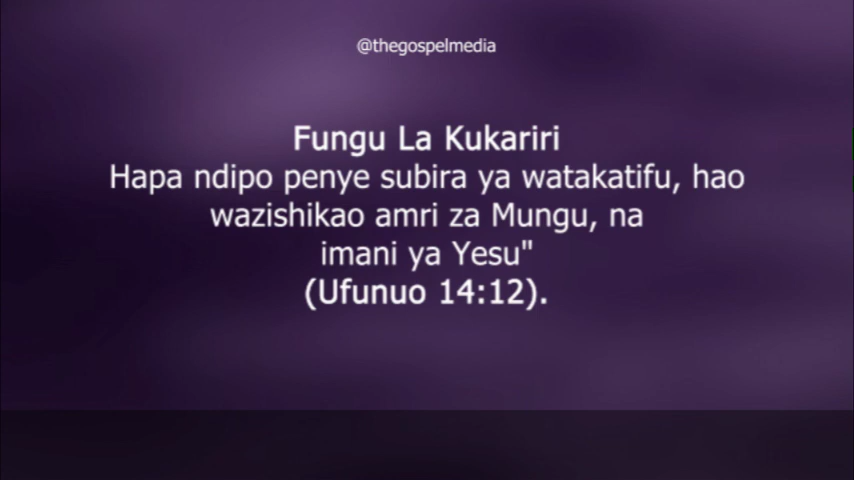 @thegospelmedia
Fungu La Kukariri
Hapa ndipo penye subira ya watakatifu, hao
wazishikao amri za Mungu, na
imani ya Yesu"
(Ufunuo 14:12).